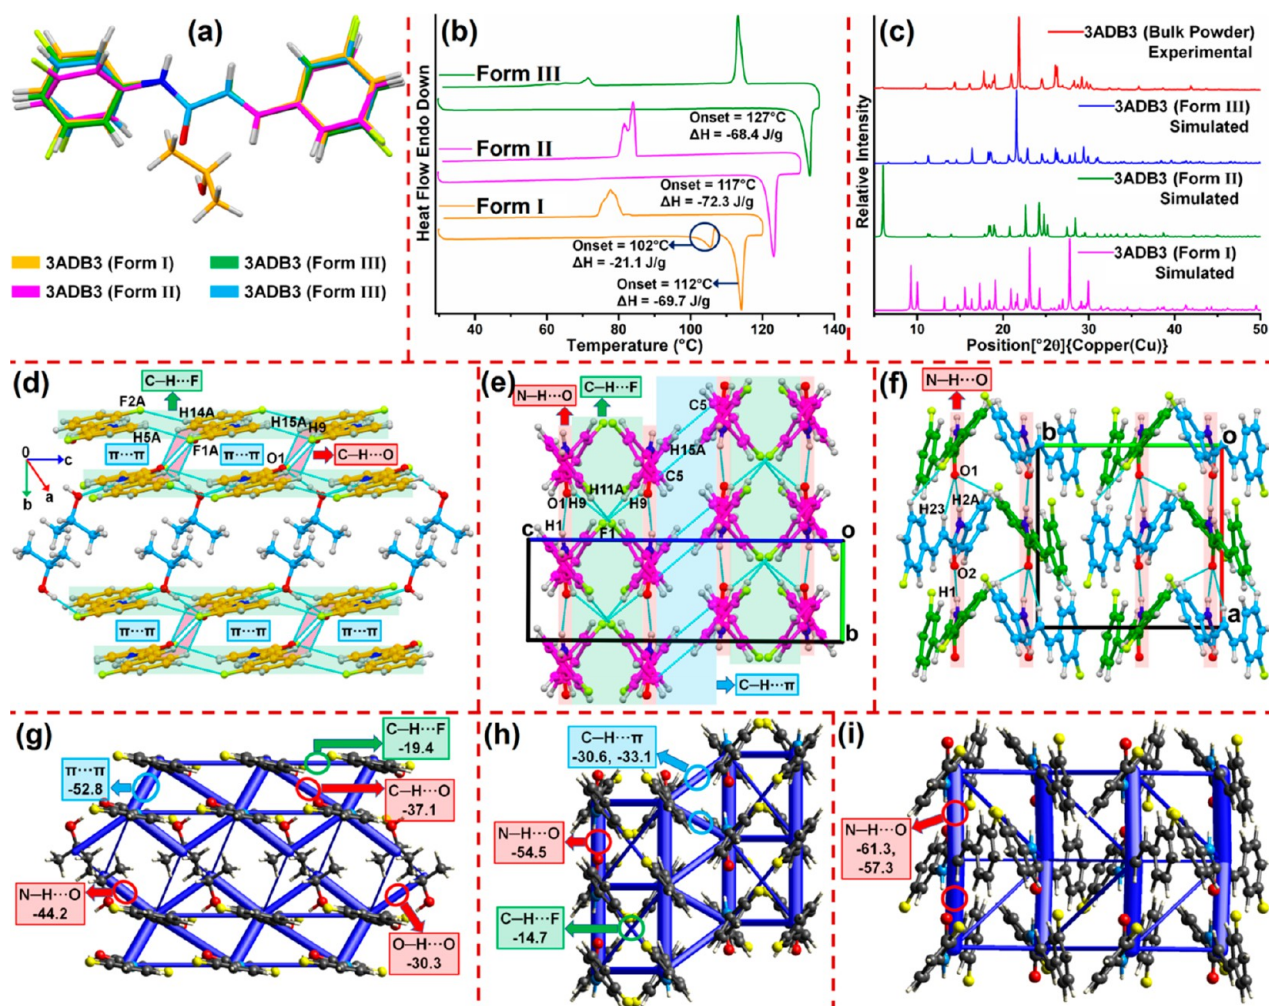 (a)
3ADB3 (Form I)
3ADB3 (Form III)
3ADB3 (Form II)
3ADB3 (Form III)
(b)
Heat Flow Endo Down
Form III
Onset = 127°C
ΔH = -68.4 J/g
Form II
Onset = 117°C
ΔH = -72.3 J/g
Form I
Onset = 102°C
ΔH = -21.1 J/g
Onset = 112°C
ΔH = -69.7 J/g
40 60 80 100 120 140
Temperature (°C)
(c)
Relative Intensity
3ADB3 (Bulk Powder)
Experimental
3ADB3 (Form III)
Simulated
3ADB3 (Form II)
Simulated
3ADB3 (Form I)
Simulated
10 20 30 40 50
Position[°2θ]{Copper(Cu)}
(d)
C–H···F
F2A
H14A
H15A
H9
H5A
π···π
F1A
π···π
O1
C–H···O
0
c
a
b
π···π
π···π
π···π
(e)
N–H···O
C–H···F
C5
H15A
C5
H11A
O1
H9
H9
H1
F1
c
o
b
C–H···π
(f)
N–H···O
b
o
O1
H2A
H23
O2
H1
a
(g)
C–H···F
-19.4
π···π
-52.8
C–H···O
-37.1
N–H···O
-44.2
O–H···O
-30.3
(h)
C–H···π
-30.6, -33.1
N–H···O
-54.5
C–H···F
-14.7
(i)
N–H···O
-61.3,
-57.3